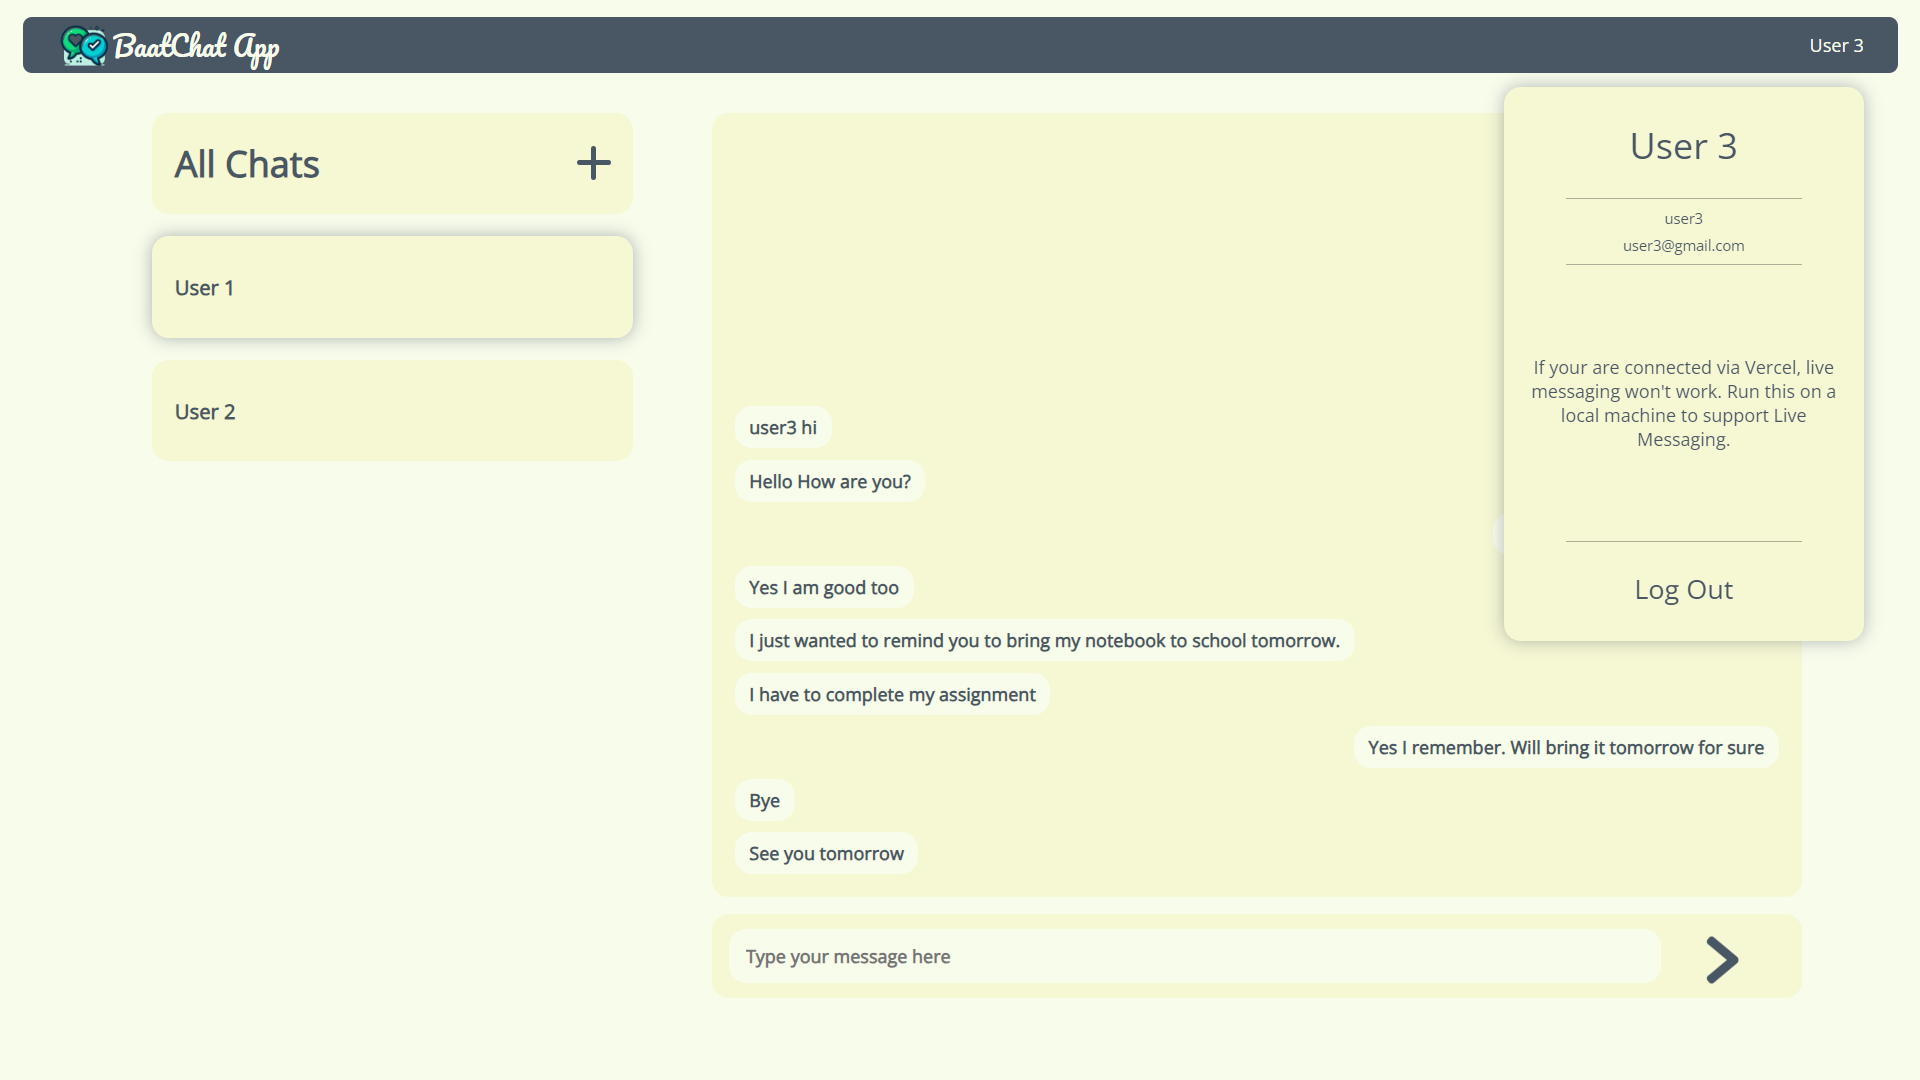 BaatChat App
User 3
All Chats
User 1
User 2
user3 hi
Hello How are you?
Yes I am good too
I just wanted to remind you to bring my notebook to school tomorrow.
I have to complete my assignment
Yes I remember. Will bring it tomorrow for sure
Bye
See you tomorrow
Type your message here
User 3
user3
user3@gmail.com
If your are connected via Vercel, live
messaging won't work. Run this on a
local machine to support Live
Messaging.
Log Out